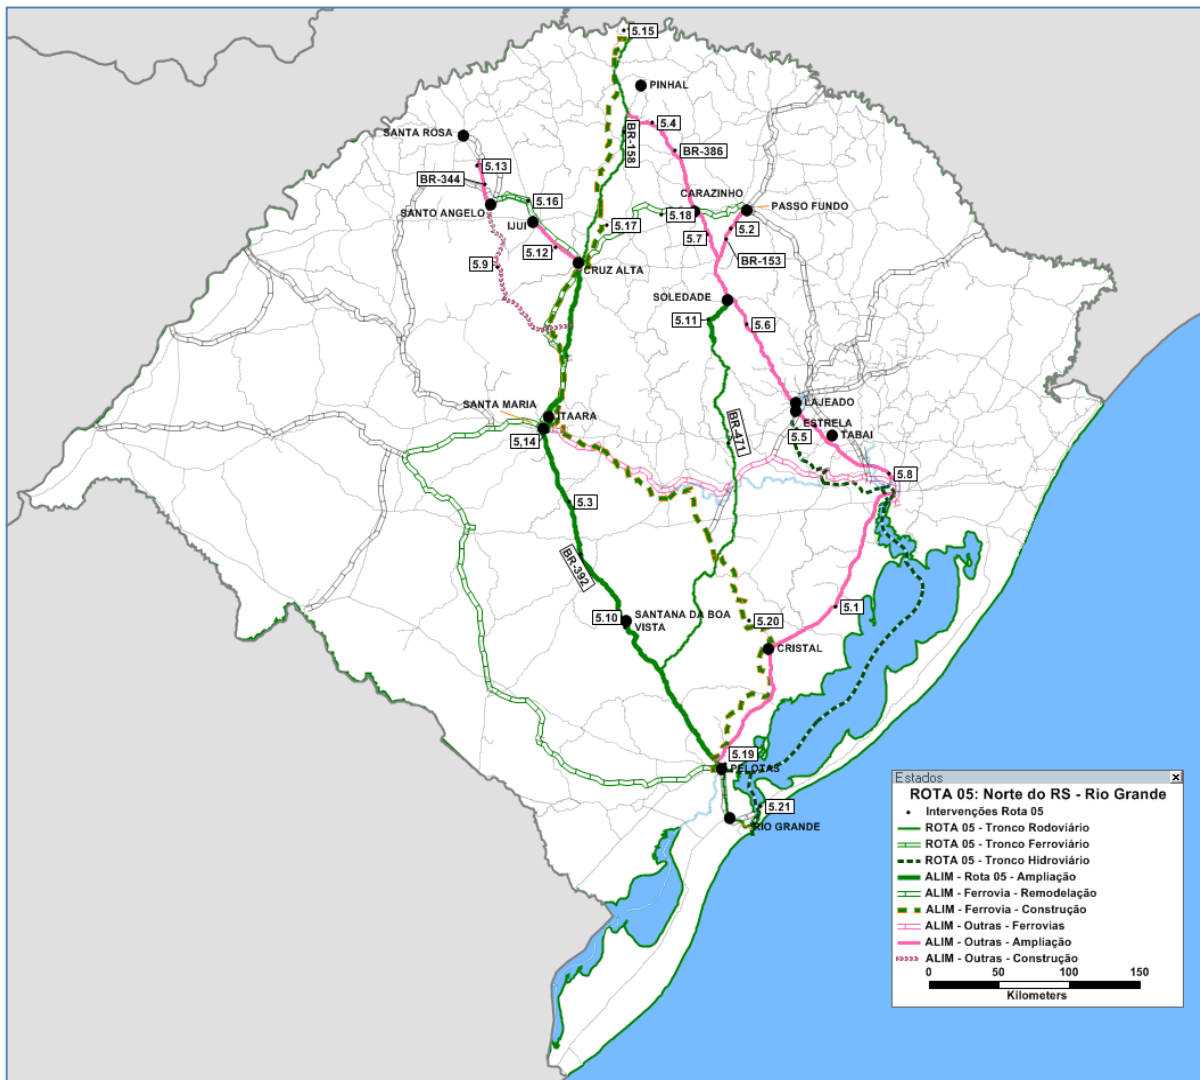 5.15
PINHAL
5.4
BR-158
SANTA ROSA
BR-386
5.13
BR-344
CARAZINHO
5.16
SANTO ANGELO
5.18
PASSO FUNDO
IJUI
5.17
5.2
5.7
5.12
BR-153
5.9
CRUZ ALTA
SOLEDADE
5.11
5.6
SANTA MARIA
ITAARA
LAJEADO
ESTRELA
5.14
BR-471
5.5
TABAI
5.8
5.3
BR-392
5.1
5.10
SANTANA DA BOA
VISTA
5.20
CRISTAL
5.19
PELOTAS
5.21
RIO GRANDE
Estados
ROTA 05: Norte do RS - Rio Grande
Intervenções Rota 05
ROTA 05 - Tronco Rodoviário
ROTA 05 - Tronco Ferroviário
ROTA 05 - Tronco Hidroviário
ALIM - Rota 05 - Ampliação
ALIM - Ferrovia - Remodelação
ALIM - Ferrovia - Construção
ALIM - Outras - Ferrovias
ALIM - Outras - Ampliação
ALIM - Outras - Construção
0 50 100 150
Kilometers